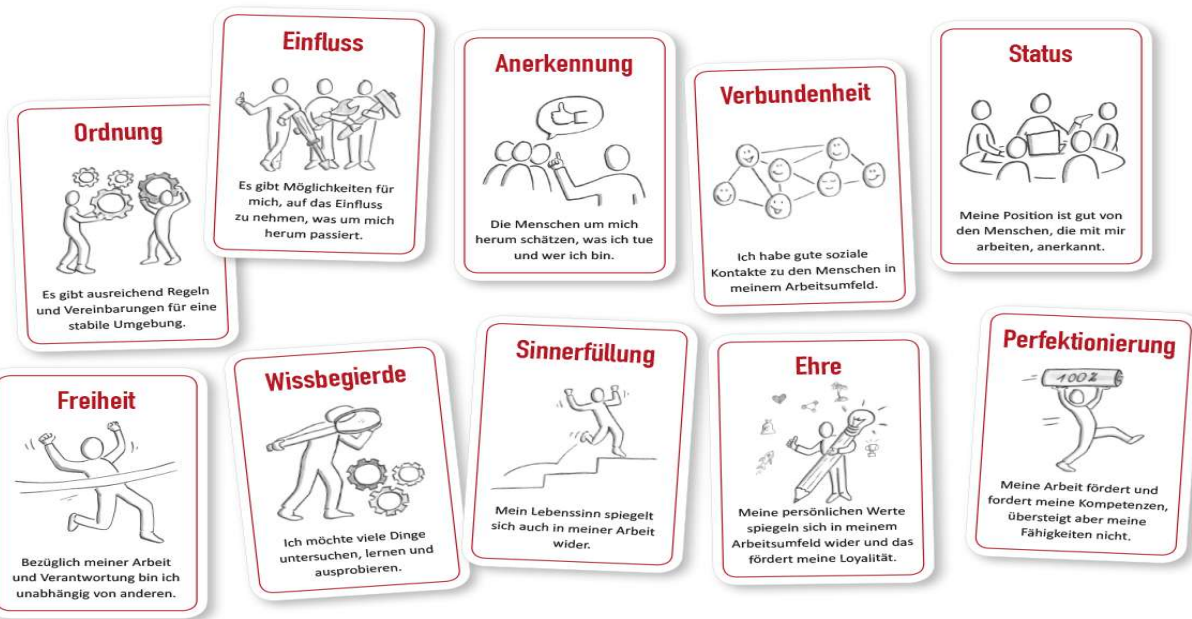 Ordnung
Es gibt ausreichend Regeln
und Vereinbarungen für eine
stabile Umgebung.
Einfluss
Es gibt Möglichkeiten für
mich, auf das Einfluss
zu nehmen, was um mich
herum passiert.
Anerkennung
Die Menschen um mich
herum schätzen, was ich tue
und wer ich bin.
Verbundenheit
Ich habe gute soziale
Kontakte zu den Menschen in
meinem Arbeitsumfeld.
Status
Meine Position ist gut von
den Menschen, die mit mir
arbeiten, anerkannt.
Freiheit
Bezüglich meiner Arbeit
und Verantwortung bin ich
unabhängig von anderen.
Wissbegierde
Ich möchte viele Dinge
untersuchen, lernen und
ausprobieren.
Sinnerfüllung
Mein Lebenssinn spiegelt
sich auch in meiner Arbeit
wider.
Ehre
Meine persönlichen Werte
spiegeln sich in meinem
Arbeitsumfeld wider und das
fördert meine Loyalität.
Perfektionierung
100%
Meine Arbeit fördert und
fordert meine Kompetenzen,
übersteigt aber meine
Fähigkeiten nicht.